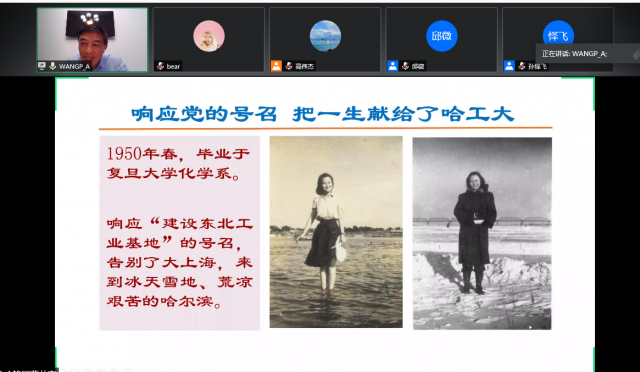 WANGP_A
bear
高伟杰
邱微
邱微
怿飞
孙怿飞
正在讲话: WANGP_A;
响应党的号召 把一生献给了哈工大
1950年春，毕业于
复旦大学化学系。
响应“建设东北工
业基地”的号召，
告别了大上海，来
到冰天雪地、荒凉
艰苦的哈尔滨。